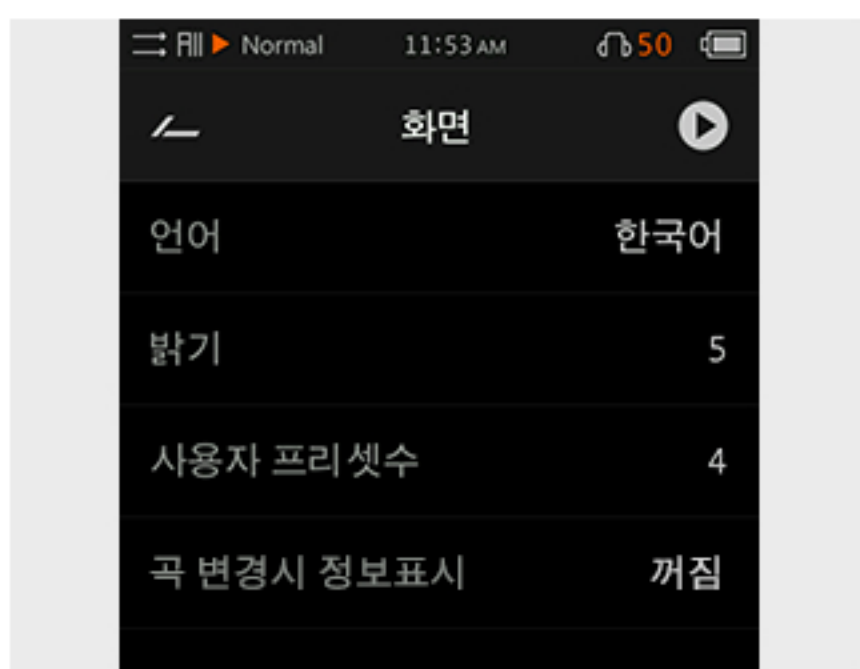 All Normal 11:53 AM 50
화면
언어 한국어
밝기 5
사용자 프리셋수 4
곡 변경시 정보표시 꺼짐